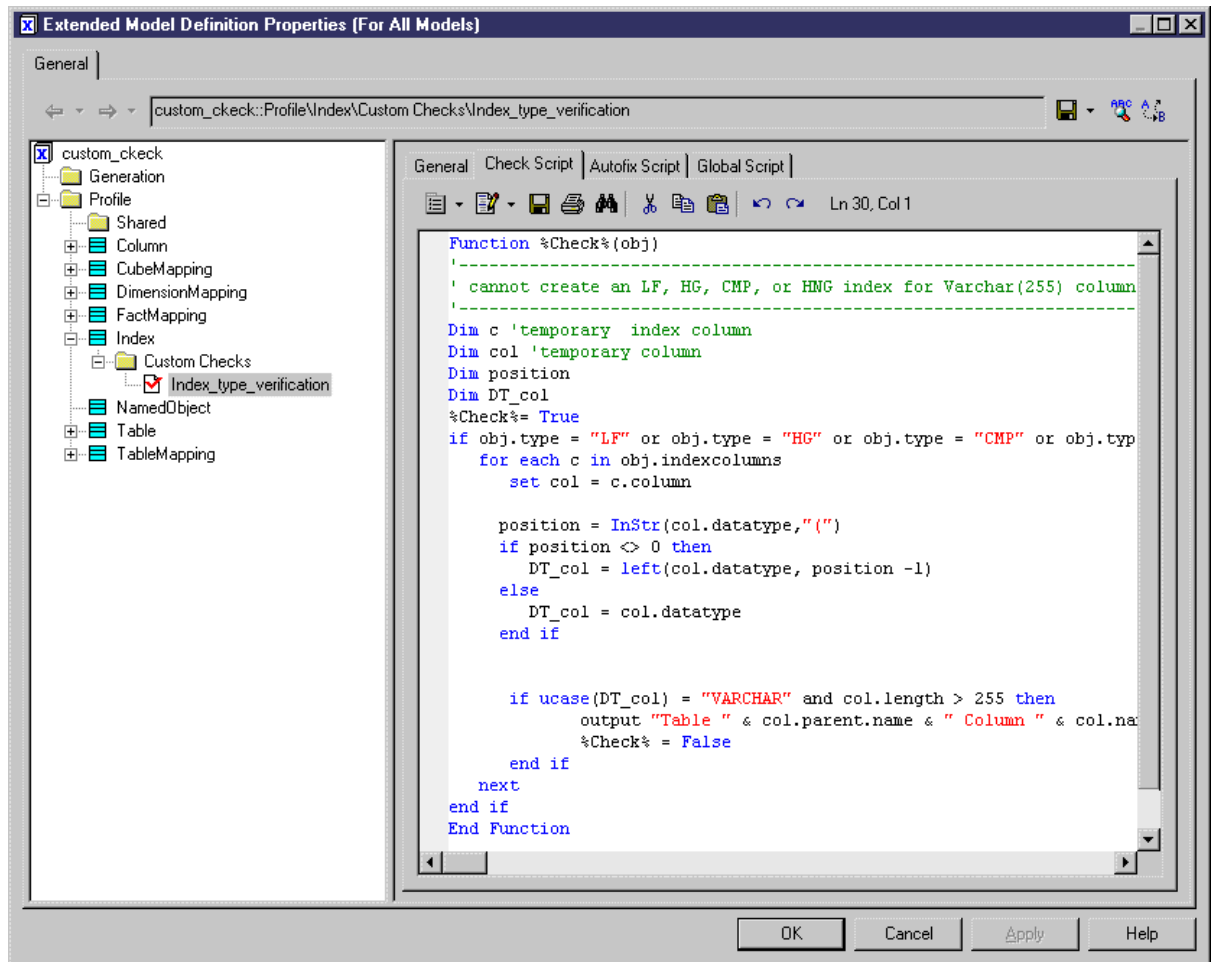 Extended Model Definition Properties (For All Models)
General
custom_ckeck::Profile\Index\Custom Checks\Index_type_verification
custom_ckeck
Generation
Profile
Shared
Column
CubeMapping
DimensionMapping
FactMapping
Index
Custom Checks
Index_type_verification
NamedObject
Table
TableMapping
General Check Script Autofix Script Global Script
Ln 30, Col 1
Function %Check%(obj)
'------------------------------------------------------------------
' cannot create an LF, HG, CMP, or HNG index for Varchar(255) column
'------------------------------------------------------------------
Dim c 'temporary  index column
Dim col 'temporary column
Dim position
Dim DT_col
%Check%= True
if obj.type = "LF" or obj.type = "HG" or obj.type = "CMP" or obj.typ
for each c in obj.indexcolumns
set col = c.column
position = InStr(col.datatype,"(")
if position <> 0 then
DT_col = left(col.datatype, position -1)
else
DT_col = col.datatype
end if
if ucase(DT_col) = "VARCHAR" and col.length > 255 then
output "Table " & col.parent.name & " Column " & col.na
%Check% = False
end if
next
end if
End Function
OK Cancel Apply Help